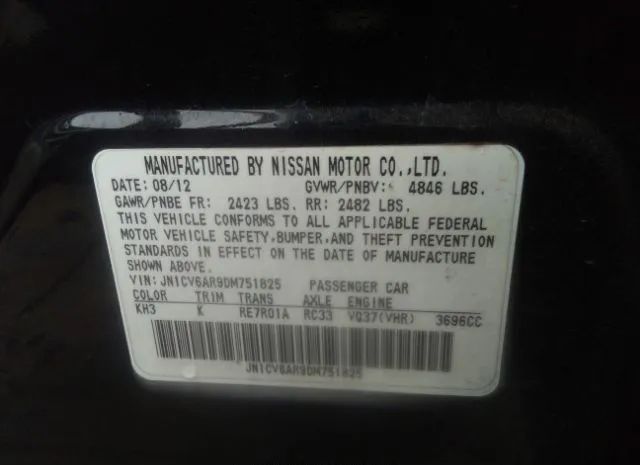 MANUFACTURED BY NISSAN MOTOR CO.,LTD.
DATE: 08/12 GVWR/PNBV: 4846 LBS.
GAWR/PNBE FR: 2423 LBS. RR: 2482 LBS.
THIS VEHICLE CONFORMS TO ALL APPLICABLE FEDERAL
MOTOR VEHICLE SAFETY,BUMPER,AND THEFT PREVENTION
STANDARDS IN EFFECT ON THE DATE OF MANUFACTURE
SHOWN ABOVE.
VIN: JN1CV6AR9DM751825 PASSENGER CAR
COLOR TRIM TRANS AXLE ENGINE
KH3 K RE7R01A RC33 VQ37(VHR) 3696CC
JN1CV6AR9DM751825